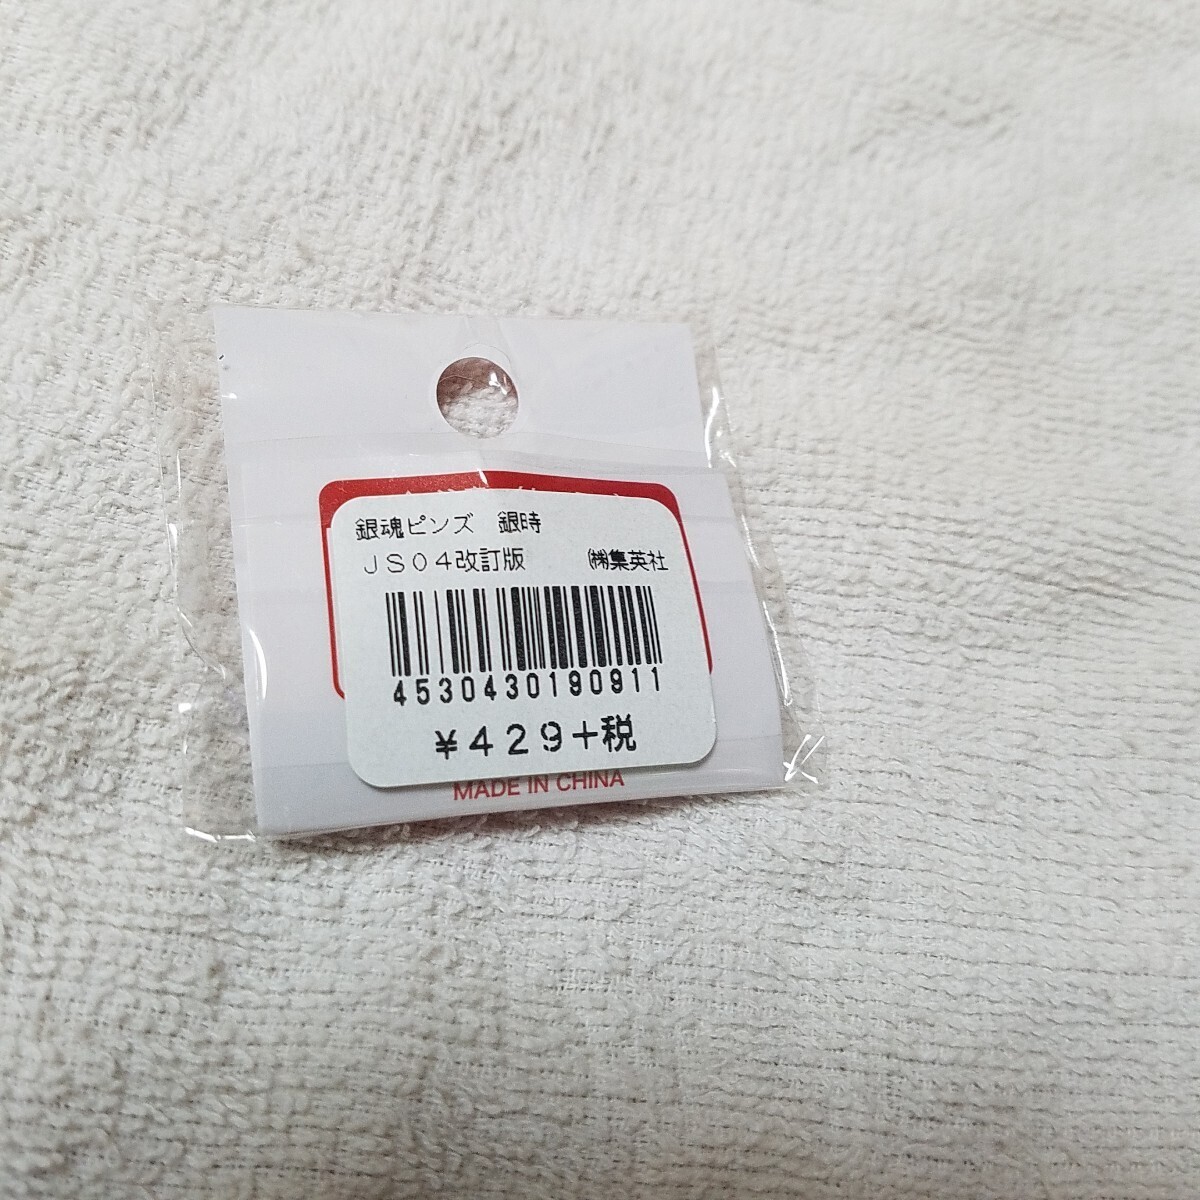 銀魂ピンズ　銀時
ＪＳ０４改訂版　㈱集英社
4530430190911
¥４２９＋税
MADE IN CHINA